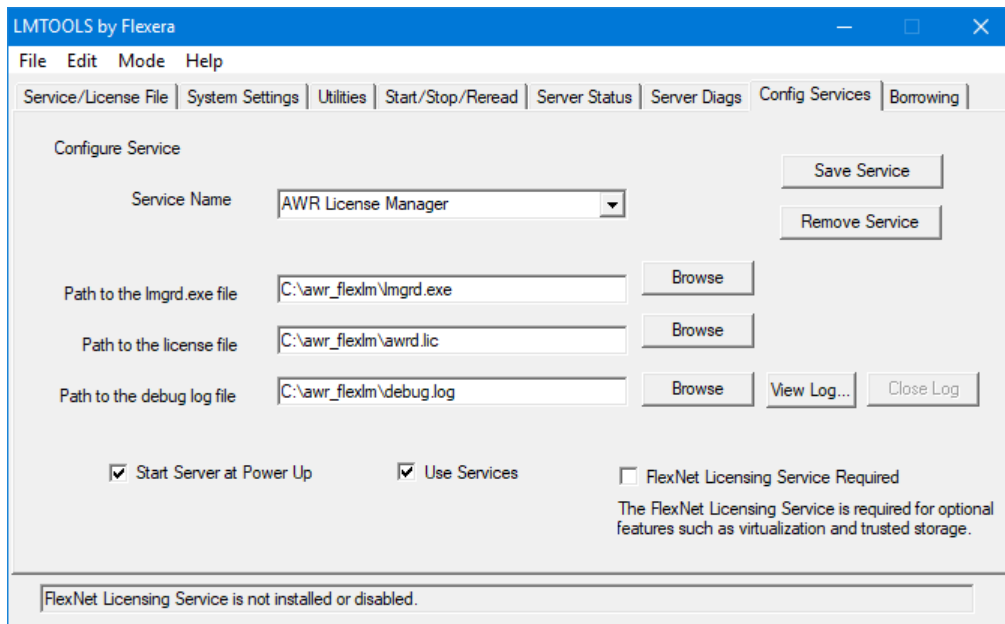 LMTOOLS by Flexera
File Edit Mode Help
Service/License File System Settings Utilities Start/Stop/Reread Server Status Server Diags Config Services Borrowing
Configure Service
Save Service
Service Name AWR License Manager
Remove Service
Path to the lmgrd.exe file C:\awr_flexlm\lmgrd.exe Browse
Path to the license file C:\awr_flexlm\awrd.lic Browse
Path to the debug log file C:\awr_flexlm\debug.log Browse View Log... Close Log
Start Server at Power Up Use Services FlexNet Licensing Service Required
The FlexNet Licensing Service is required for optional
features such as virtualization and trusted storage.
FlexNet Licensing Service is not installed or disabled.